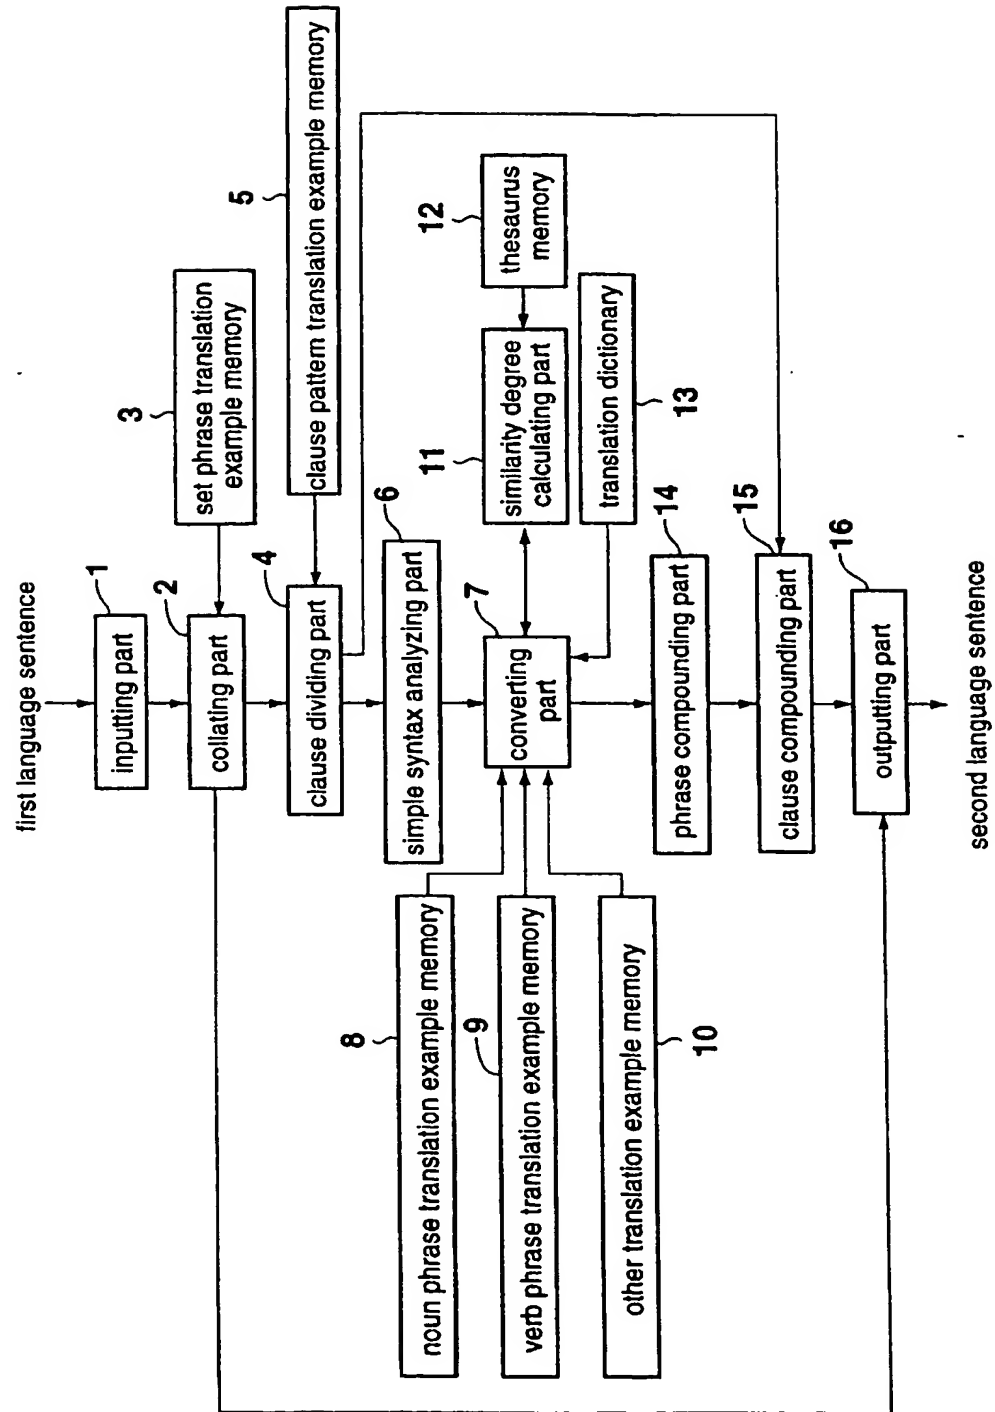 first language sentence
1
inputting part
2
collating part
3
set phrase translation
example memory
4
clause dividing part
5
clause pattern translation example memory
6
simple syntax analyzing part
7
converting
part
8
noun phrase translation example memory
9
verb phrase translation example memory
10
other translation example memory
11
similarity degree
calculating part
12
thesaurus
memory
13
translation dictionary
14
phrase compounding part
15
clause compounding part
16
outputting part
second language sentence